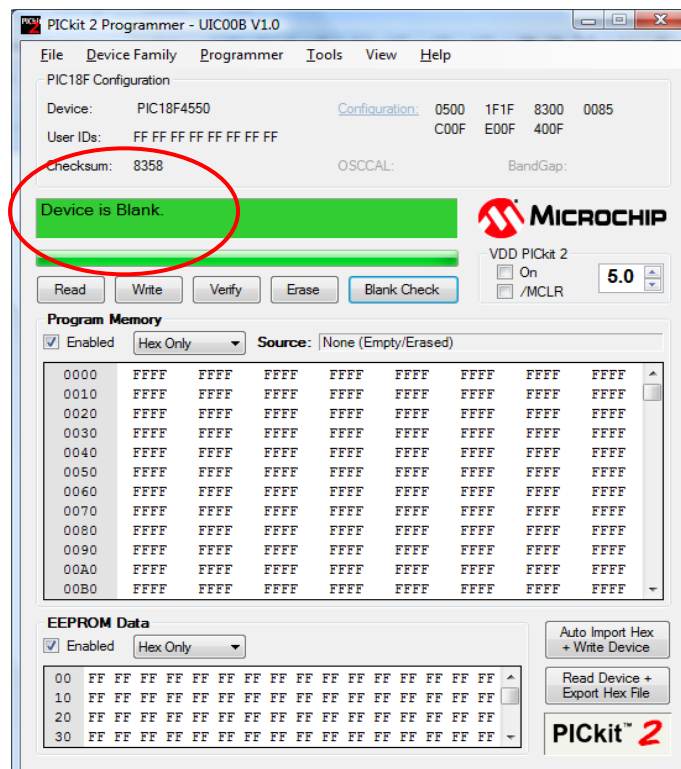 PICkit 2 Programmer - UIC00B V1.0
File Device Family Programmer Tools View Help
PIC18F Configuration
Device: PIC18F4550 Configuration: 0500 1F1F 8300 0085
User IDs: FF FF FF FF FF FF FF FF C00F E00F 400F
Checksum: 8358 OSCCAL: BandGap:
Device is Blank.
MICROCHIP
VDD PICkit 2
On
/MCLR
5.0
Read Write Verify Erase Blank Check
Program Memory
Enabled Hex Only Source: None (Empty/Erased)
0000 FFFF FFFF FFFF FFFF FFFF FFFF FFFF FFFF
0010 FFFF FFFF FFFF FFFF FFFF FFFF FFFF FFFF
0020 FFFF FFFF FFFF FFFF FFFF FFFF FFFF FFFF
0030 FFFF FFFF FFFF FFFF FFFF FFFF FFFF FFFF
0040 FFFF FFFF FFFF FFFF FFFF FFFF FFFF FFFF
0050 FFFF FFFF FFFF FFFF FFFF FFFF FFFF FFFF
0060 FFFF FFFF FFFF FFFF FFFF FFFF FFFF FFFF
0070 FFFF FFFF FFFF FFFF FFFF FFFF FFFF FFFF
0080 FFFF FFFF FFFF FFFF FFFF FFFF FFFF FFFF
0090 FFFF FFFF FFFF FFFF FFFF FFFF FFFF FFFF
00A0 FFFF FFFF FFFF FFFF FFFF FFFF FFFF FFFF
00B0 FFFF FFFF FFFF FFFF FFFF FFFF FFFF FFFF
EEPROM Data
Enabled Hex Only
00 FF FF FF FF FF FF FF FF FF FF FF FF FF FF FF FF
10 FF FF FF FF FF FF FF FF FF FF FF FF FF FF FF FF
20 FF FF FF FF FF FF FF FF FF FF FF FF FF FF FF FF
30 FF FF FF FF FF FF FF FF FF FF FF FF FF FF FF FF
Auto Import Hex
+ Write Device
Read Device +
Export Hex File
PICkit™ 2